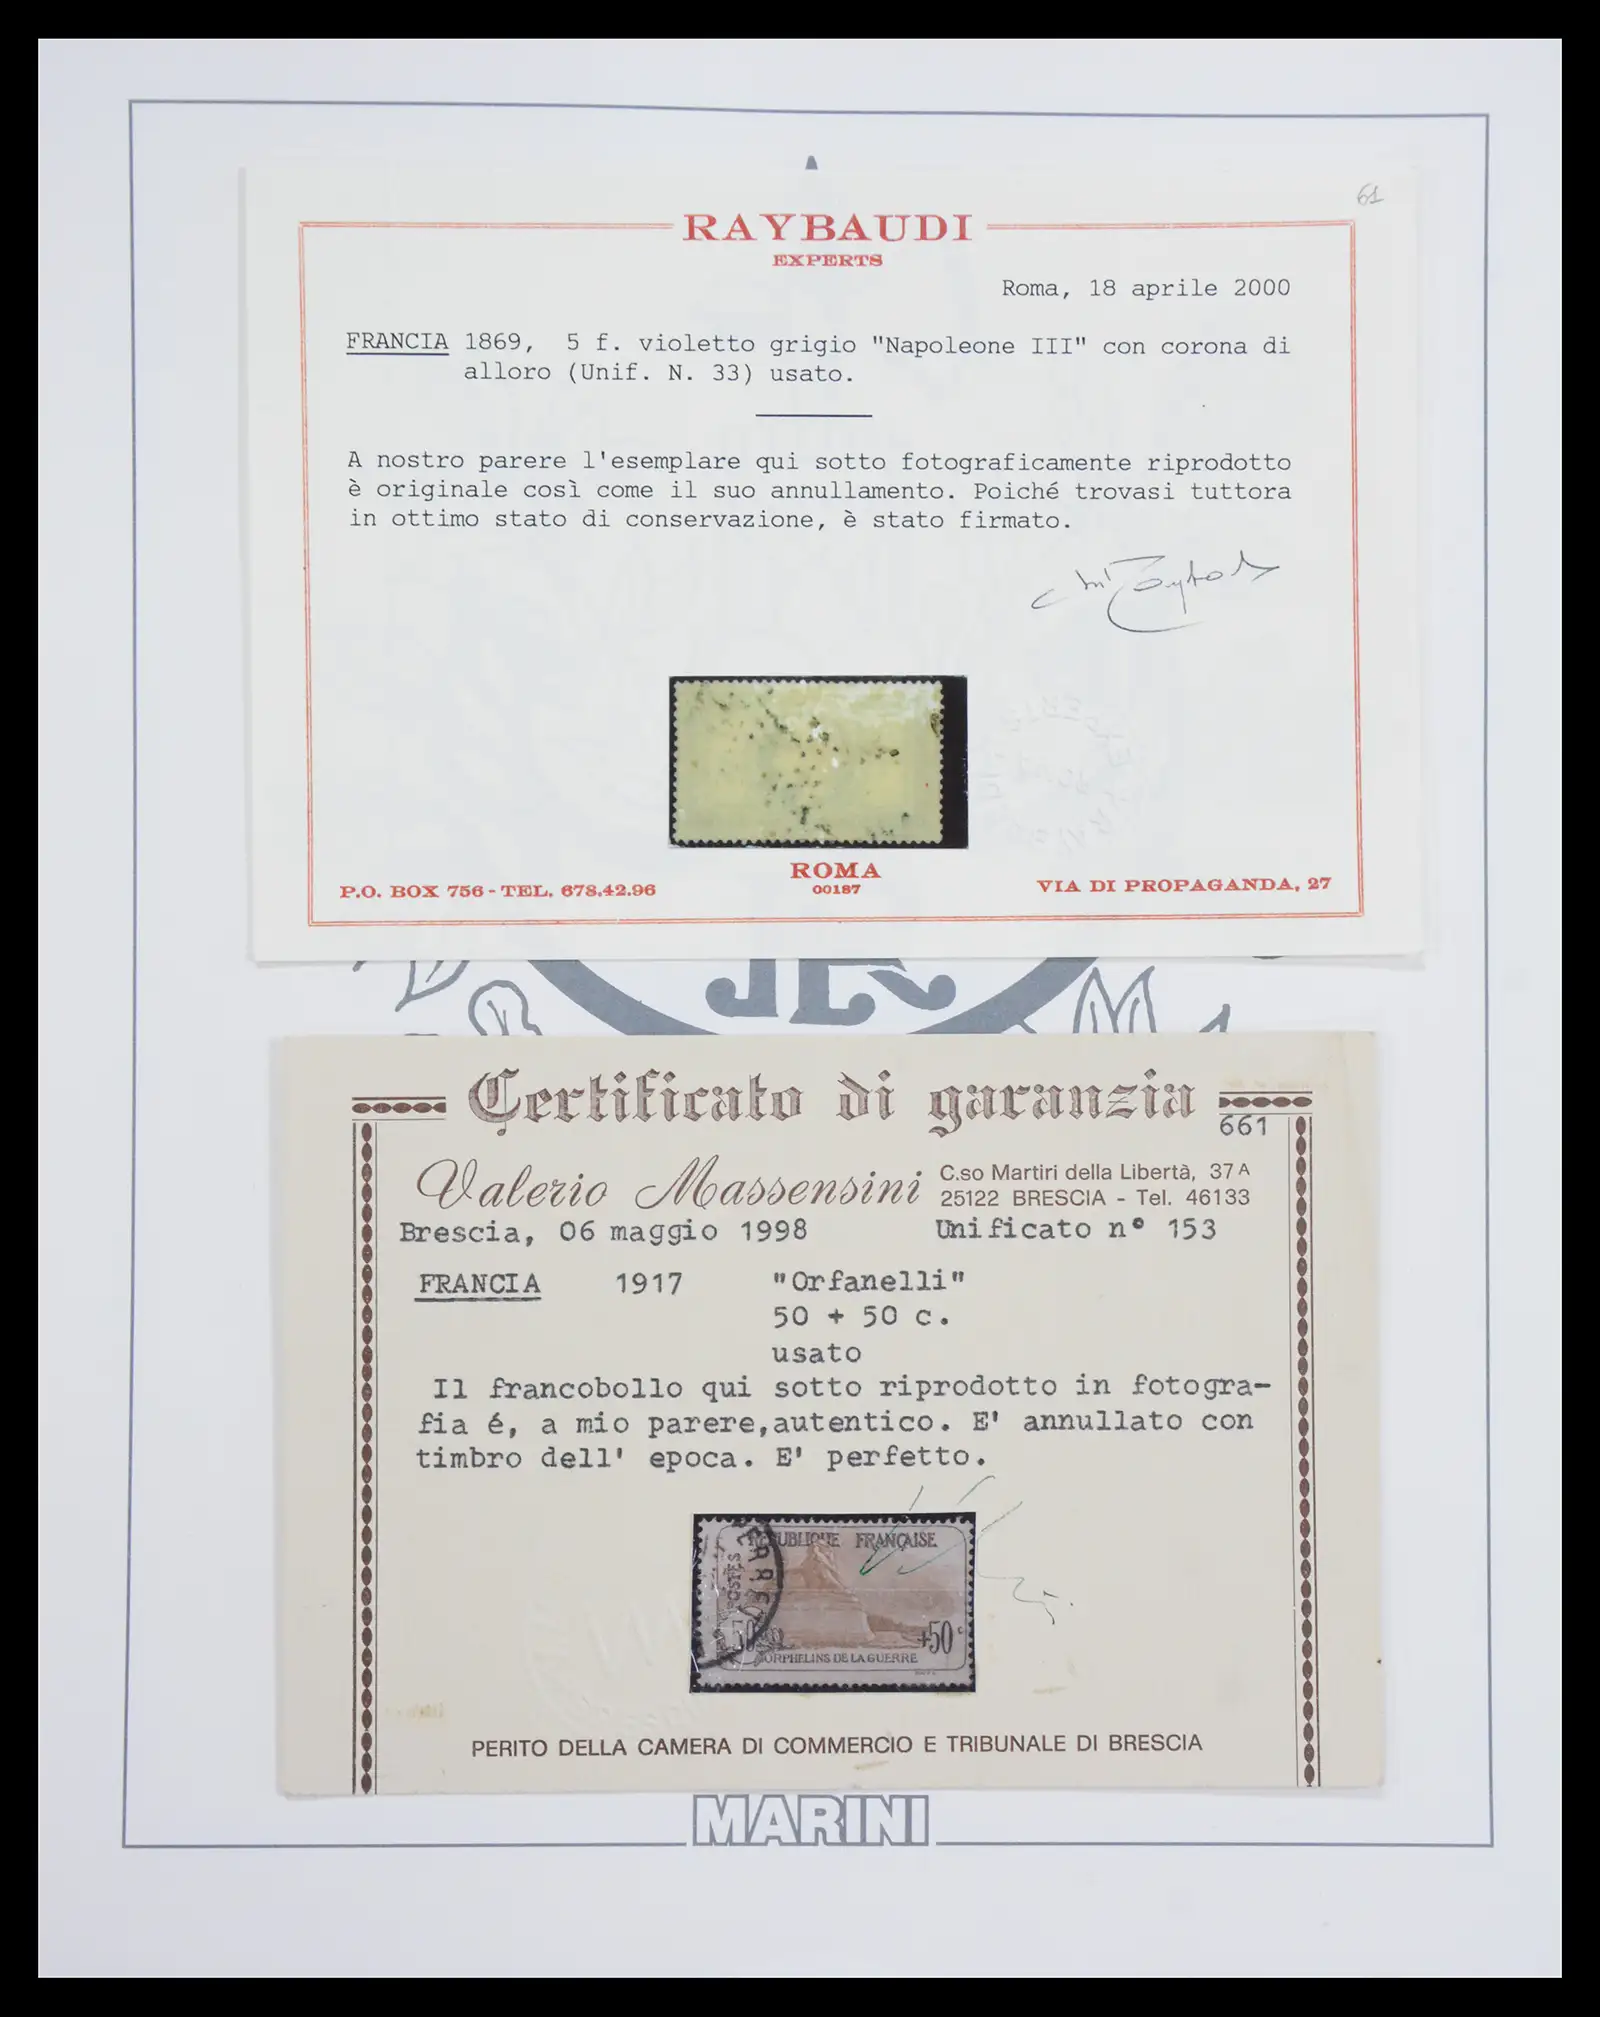 61
RAYBAUDI
EXPERTS
Roma, 18 aprile 2000
FRANCIA 1869, 5 f. violetto grigio "Napoleone III" con corona di
alloro (Unif. N. 33) usato.
A nostro parere l'esemplare qui sotto fotograficamente riprodotto
è originale così come il suo annullamento. Poiché trovasi tuttora
in ottimo stato di conservazione, è stato firmato.
ROMA
00187
P.O. BOX 756 - TEL. 678.42.96
VIA DI PROPAGANDA, 27
Certificato di garanzia
661
Valerio Massensini
C.so Martiri della Libertà, 37 A
25122 BRESCIA - Tel. 46133
Brescia, 06 maggio 1998 Unificato n° 153
FRANCIA 1917 "Orfanelli"
50 + 50 c.
usato
Il francobollo qui sotto riprodotto in fotogra-
fia é, a mio parere,autentico. E' annullato con
timbro dell' epoca. E' perfetto.
REPUBLIQUE FRANÇAISE
POSTES
50 +50 c
ORPHELINS DE LA GUERRE
PERITO DELLA CAMERA DI COMMERCIO E TRIBUNALE DI BRESCIA
MARINI